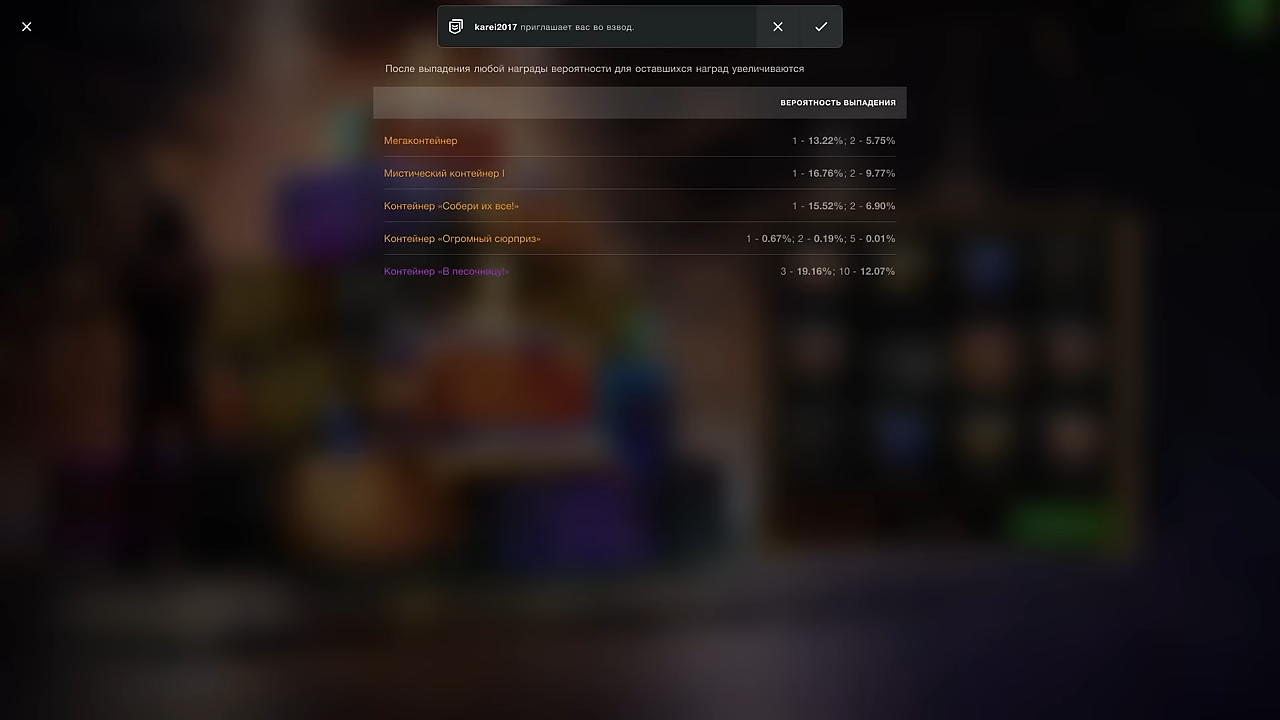 karel2017 приглашает вас во взвод.
После выпадения любой награды вероятности для оставшихся наград увеличиваются
ВЕРОЯТНОСТЬ ВЫПАДЕНИЯ
Мегаконтейнер 1 - 13.22%; 2 - 5.75%
Мистический контейнер I 1 - 16.76%; 2 - 9.77%
Контейнер «Собери их все!» 1 - 15.52%; 2 - 6.90%
Контейнер «Огромный сюрприз» 1 - 0.67%; 2 - 0.19%; 5 - 0.01%
Контейнер «В песочницу!» 3 - 19.16%; 10 - 12.07%